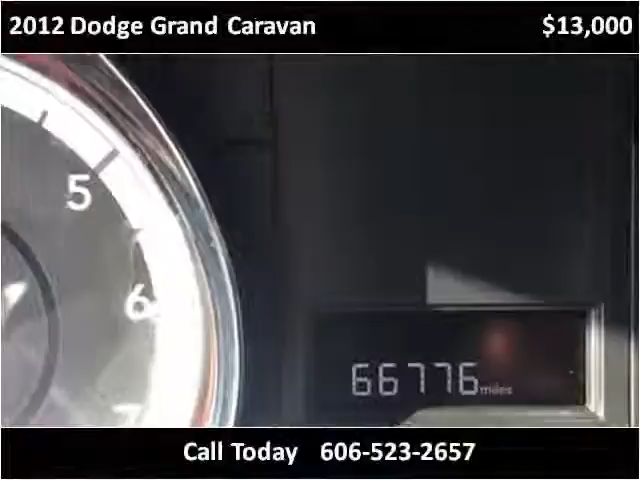 2012 Dodge Grand Caravan $13,000
5
6
7
66776 miles
Call Today 606-523-2657